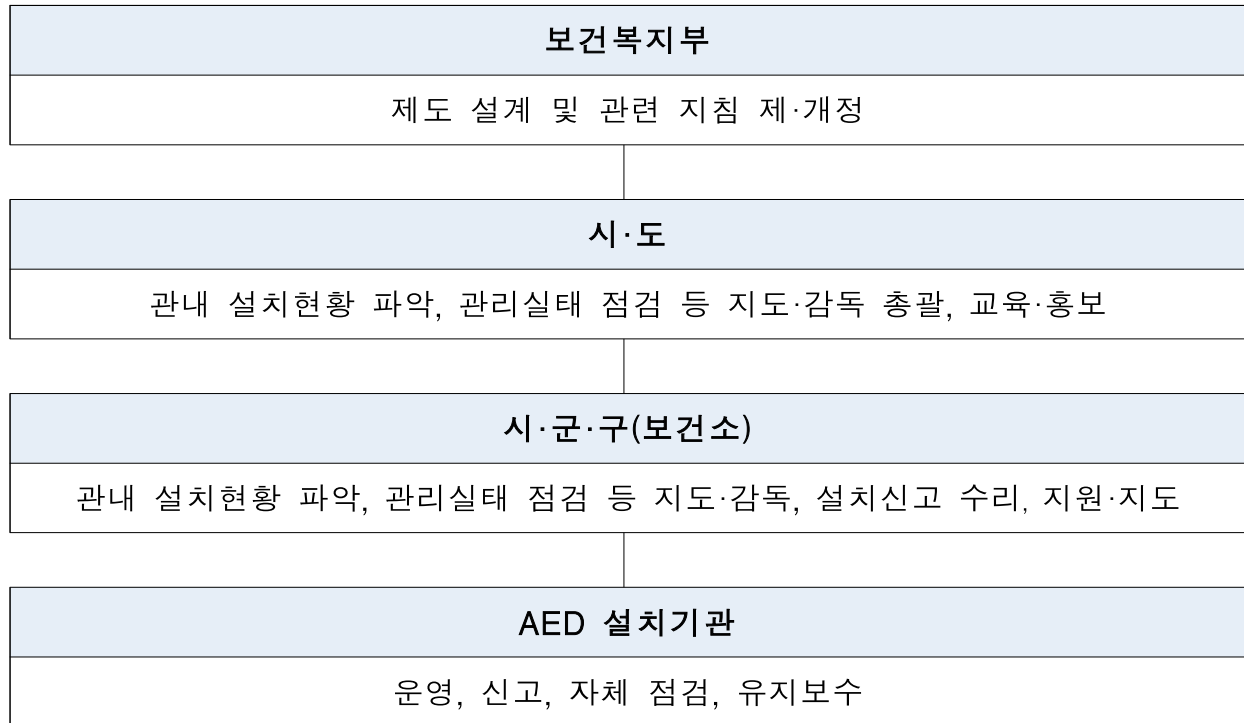 보건복지부
제도 설계 및 관련 지침 제·개정
시·도
관내 설치현황 파악, 관리실태 점검 등 지도·감독 총괄, 교육·홍보
시·군·구(보건소)
관내 설치현황 파악, 관리실태 점검 등 지도·감독, 설치신고 수리, 지원·지도
AED 설치기관
운영, 신고, 자체 점검, 유지보수